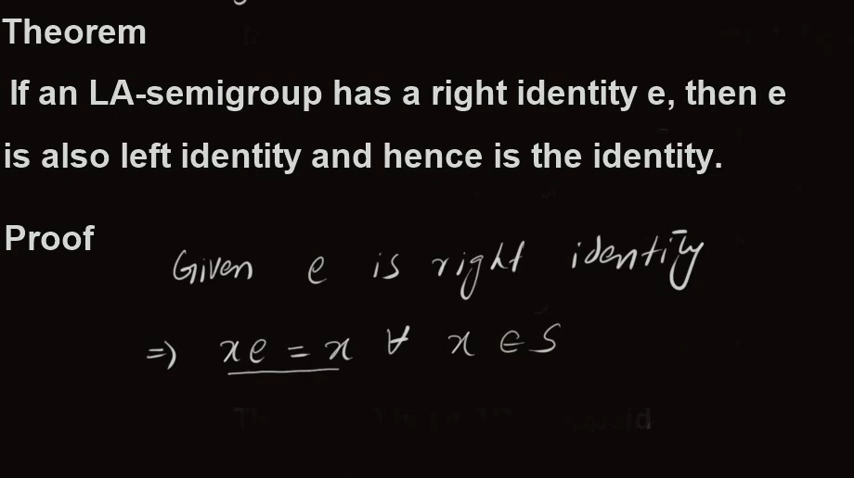 Theorem
If an LA-semigroup has a right identity e, then e
is also left identity and hence is the identity.
Proof
Given e is right identity
⇒ xe = x ∀ x ∈ S